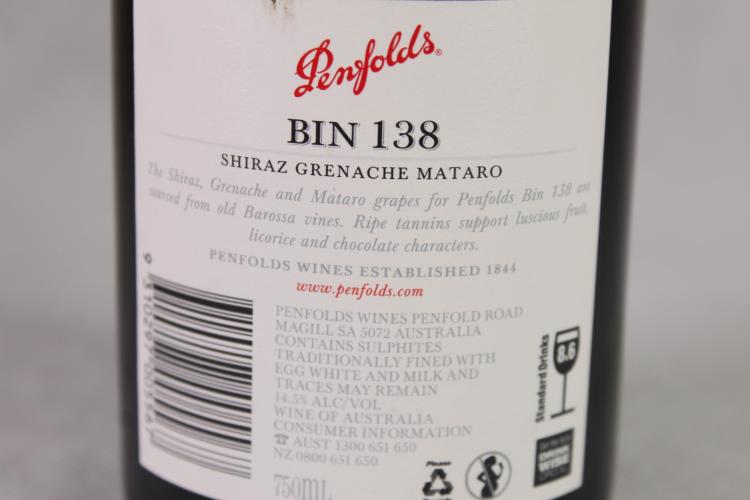 Penfolds®
BIN 138
SHIRAZ GRENACHE MATARO
The Shiraz, Grenache and Mataro grapes for Penfolds Bin 138 are
sourced from old Barossa vines. Ripe tannins support luscious fruit,
licorice and chocolate characters.
PENFOLDS WINES ESTABLISHED 1844
www.penfolds.com
PENFOLDS WINES PENFOLD ROAD
MAGILL SA 5072 AUSTRALIA
CONTAINS SULPHITES
TRADITIONALLY FINED WITH
EGG WHITE AND MILK AND
TRACES MAY REMAIN
14.5% ALC/VOL
WINE OF AUSTRALIA
CONSUMER INFORMATION
☎ AUST 1300 651 650
NZ 0800 651 650
750mL
Standard Drinks
8.6
Please
DRINK
WISE